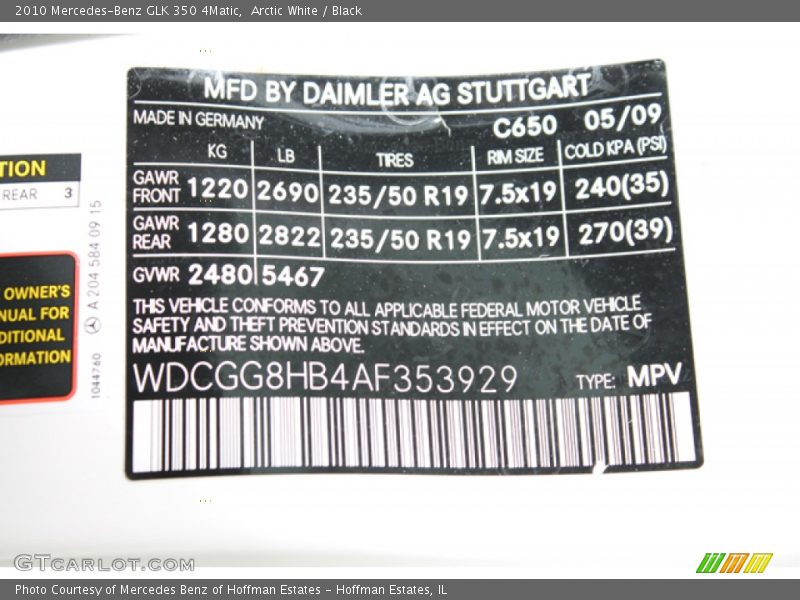 2010 Mercedes-Benz GLK 350 4Matic,  Arctic White / Black
MFD BY DAIMLER AG STUTTGART
MADE IN GERMANY C650 05/09
KG LB TIRES RIM SIZE COLD KPA (PSI)
GAWR FRONT 1220 2690 235/50 R19 7.5x19 240(35)
GAWR REAR 1280 2822 235/50 R19 7.5x19 270(39)
GVWR 2480 5467
THIS VEHICLE CONFORMS TO ALL APPLICABLE FEDERAL MOTOR VEHICLE
SAFETY AND THEFT PREVENTION STANDARDS IN EFFECT ON THE DATE OF
MANUFACTURE SHOWN ABOVE.
WDCGG8HB4AF353929 TYPE: MPV
TION
REAR 3
OWNER'S
NUAL FOR
DITIONAL
ORMATION
A 204 584 09 15
1044760
GTCARLOT.COM
Photo Courtesy of Mercedes Benz of Hoffman Estates - Hoffman Estates, IL